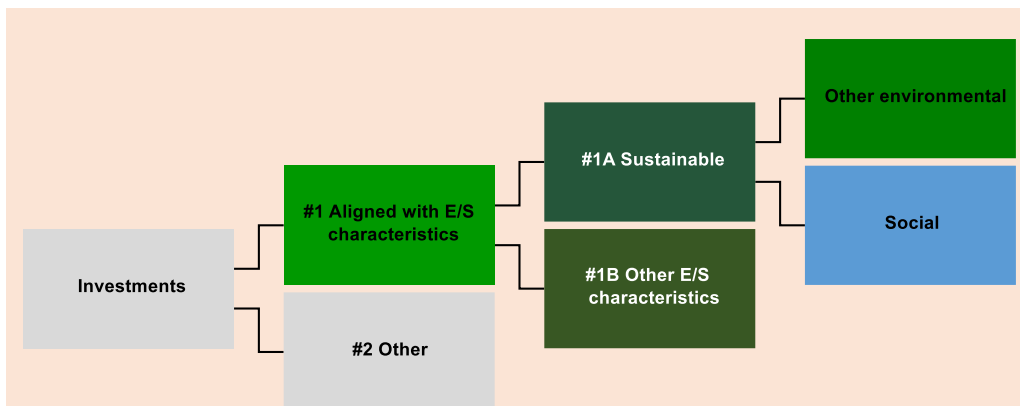 Investments
#1 Aligned with E/S
characteristics
#2 Other
#1A Sustainable
#1B Other E/S
characteristics
Other environmental
Social